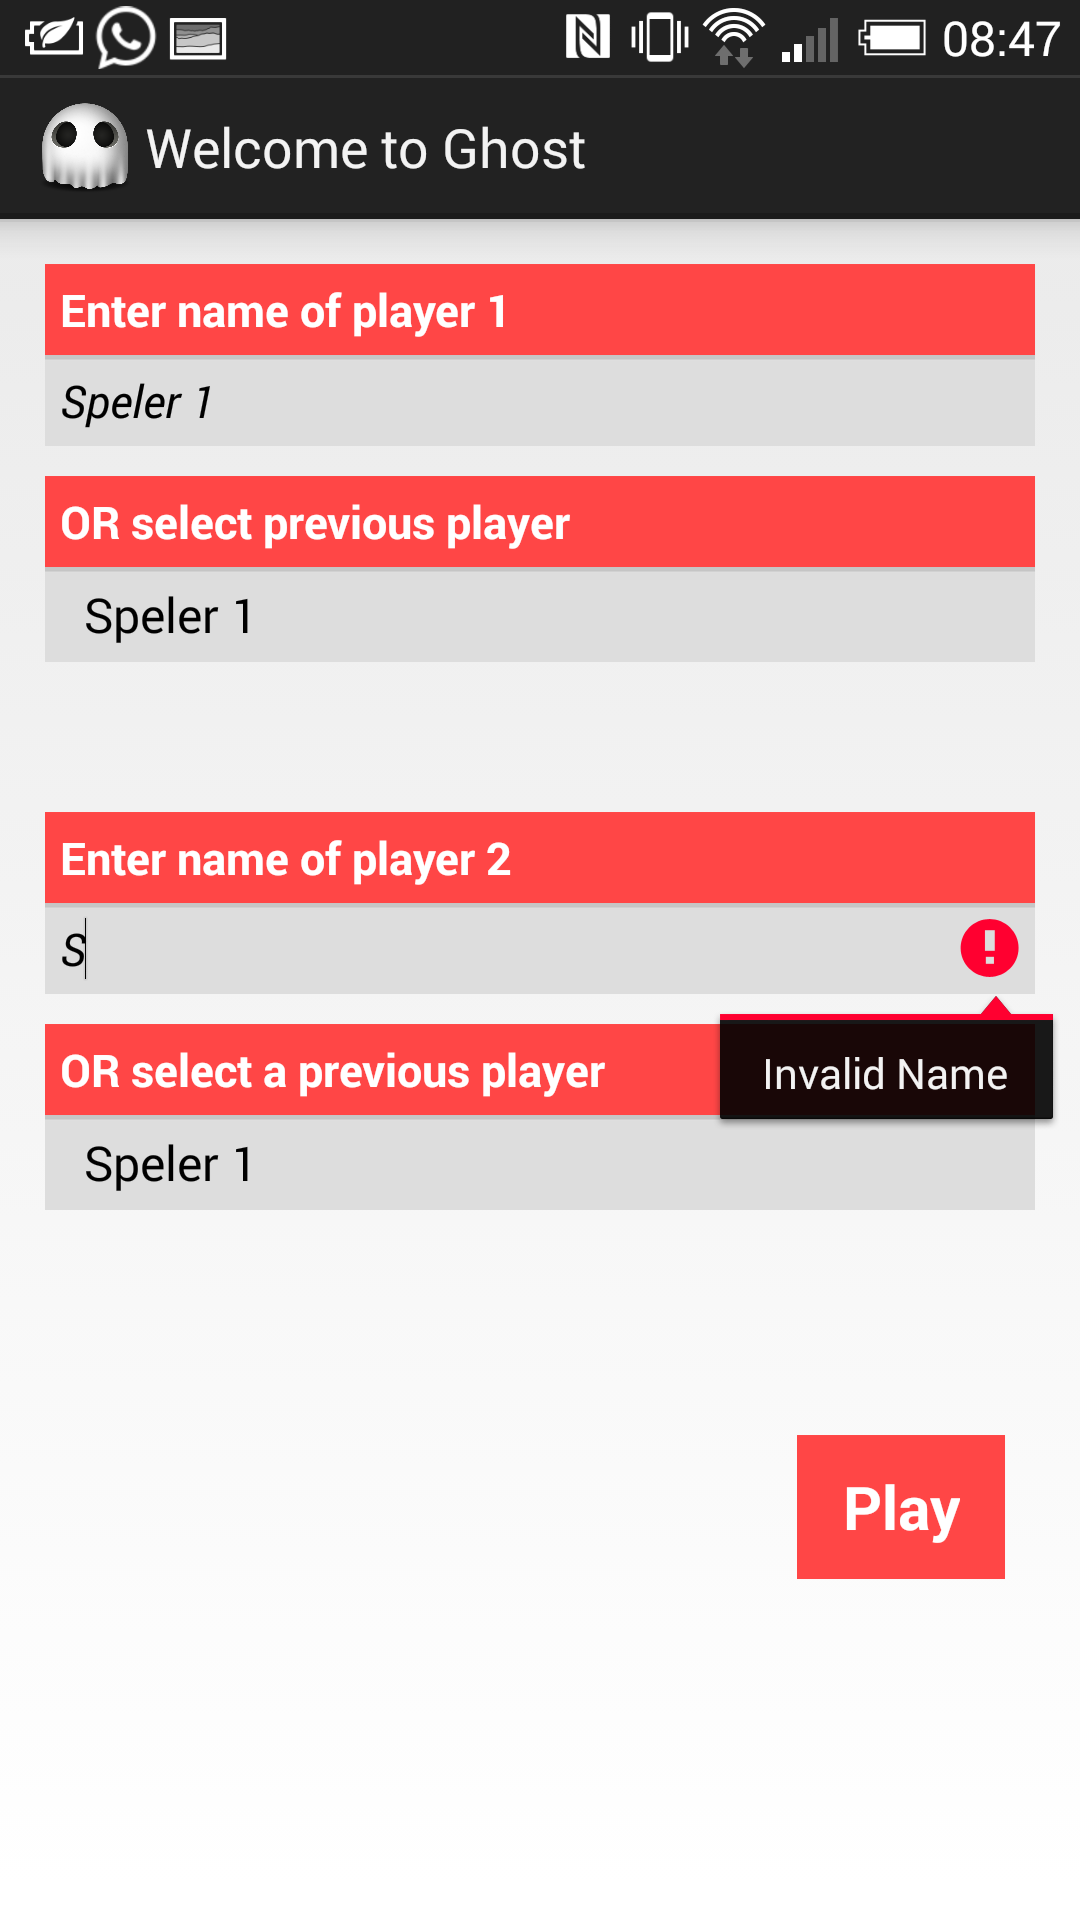 08:47
Welcome to Ghost
Enter name of player 1
Speler 1
OR select previous player
Speler 1
Enter name of player 2
S
OR select a previous player
Invalid Name
Speler 1
Play